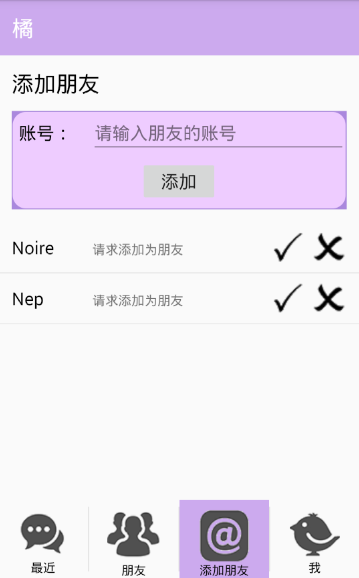 橘
添加朋友
账号： 请输入朋友的账号
添加
Noire 请求添加为朋友
Nep 请求添加为朋友
@
最近 朋友 添加朋友 我